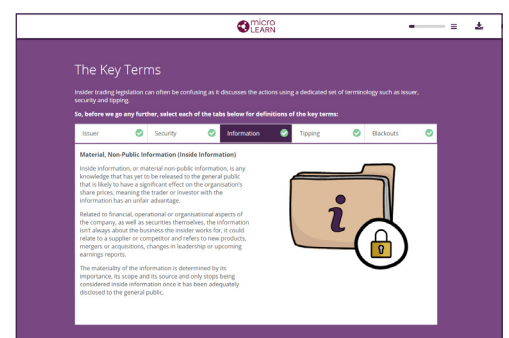 micro
LEARN
The Key Terms
Insider trading legislation can often be confusing as it discusses the actions using a dedicated set of terminology such as issuer,
security and tipping.
So, before we go any further, select each of the tabs below for definitions of the key terms:
Issuer Security Information Tipping Blackouts
Material, Non-Public Information (Inside Information)
Inside information, or material non-public information, is any
knowledge that has yet to be released to the general public
that is likely to have a significant effect on the organisation's
share prices, meaning the trader or investor with the
information has an unfair advantage.
Related to financial, operational or organisational aspects of
the company, as well as securities themselves, the information
isn't always about the business the insider works for, it could
relate to a supplier or competitor and refers to new products,
mergers or acquisitions, changes in leadership or upcoming
earnings reports.
The materiality of the information is determined by its
importance, its scope and its source and only stops being
considered inside information once it has been adequately
disclosed to the general public.
i